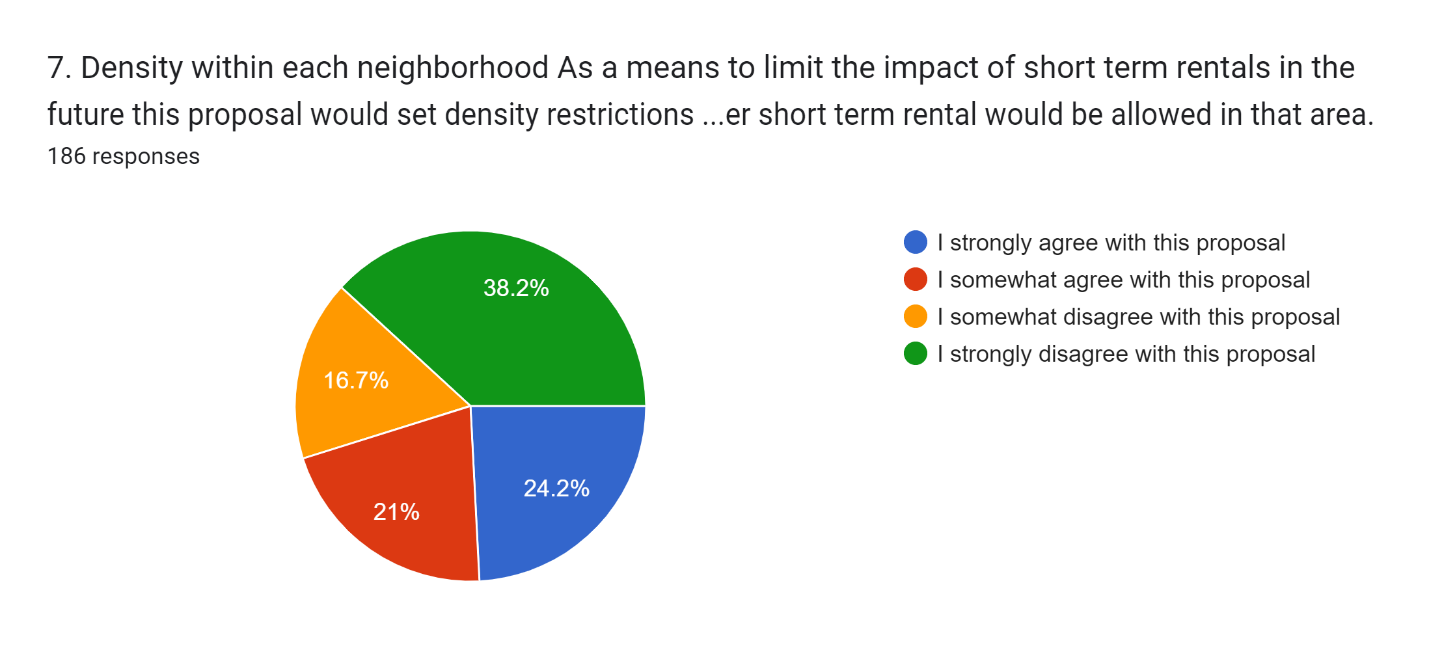 7. Density within each neighborhood As a means to limit the impact of short term rentals in the
future this proposal would set density restrictions ...er short term rental would be allowed in that area.
186 responses
38.2%
16.7%
21%
24.2%
I strongly agree with this proposal
I somewhat agree with this proposal
I somewhat disagree with this proposal
I strongly disagree with this proposal